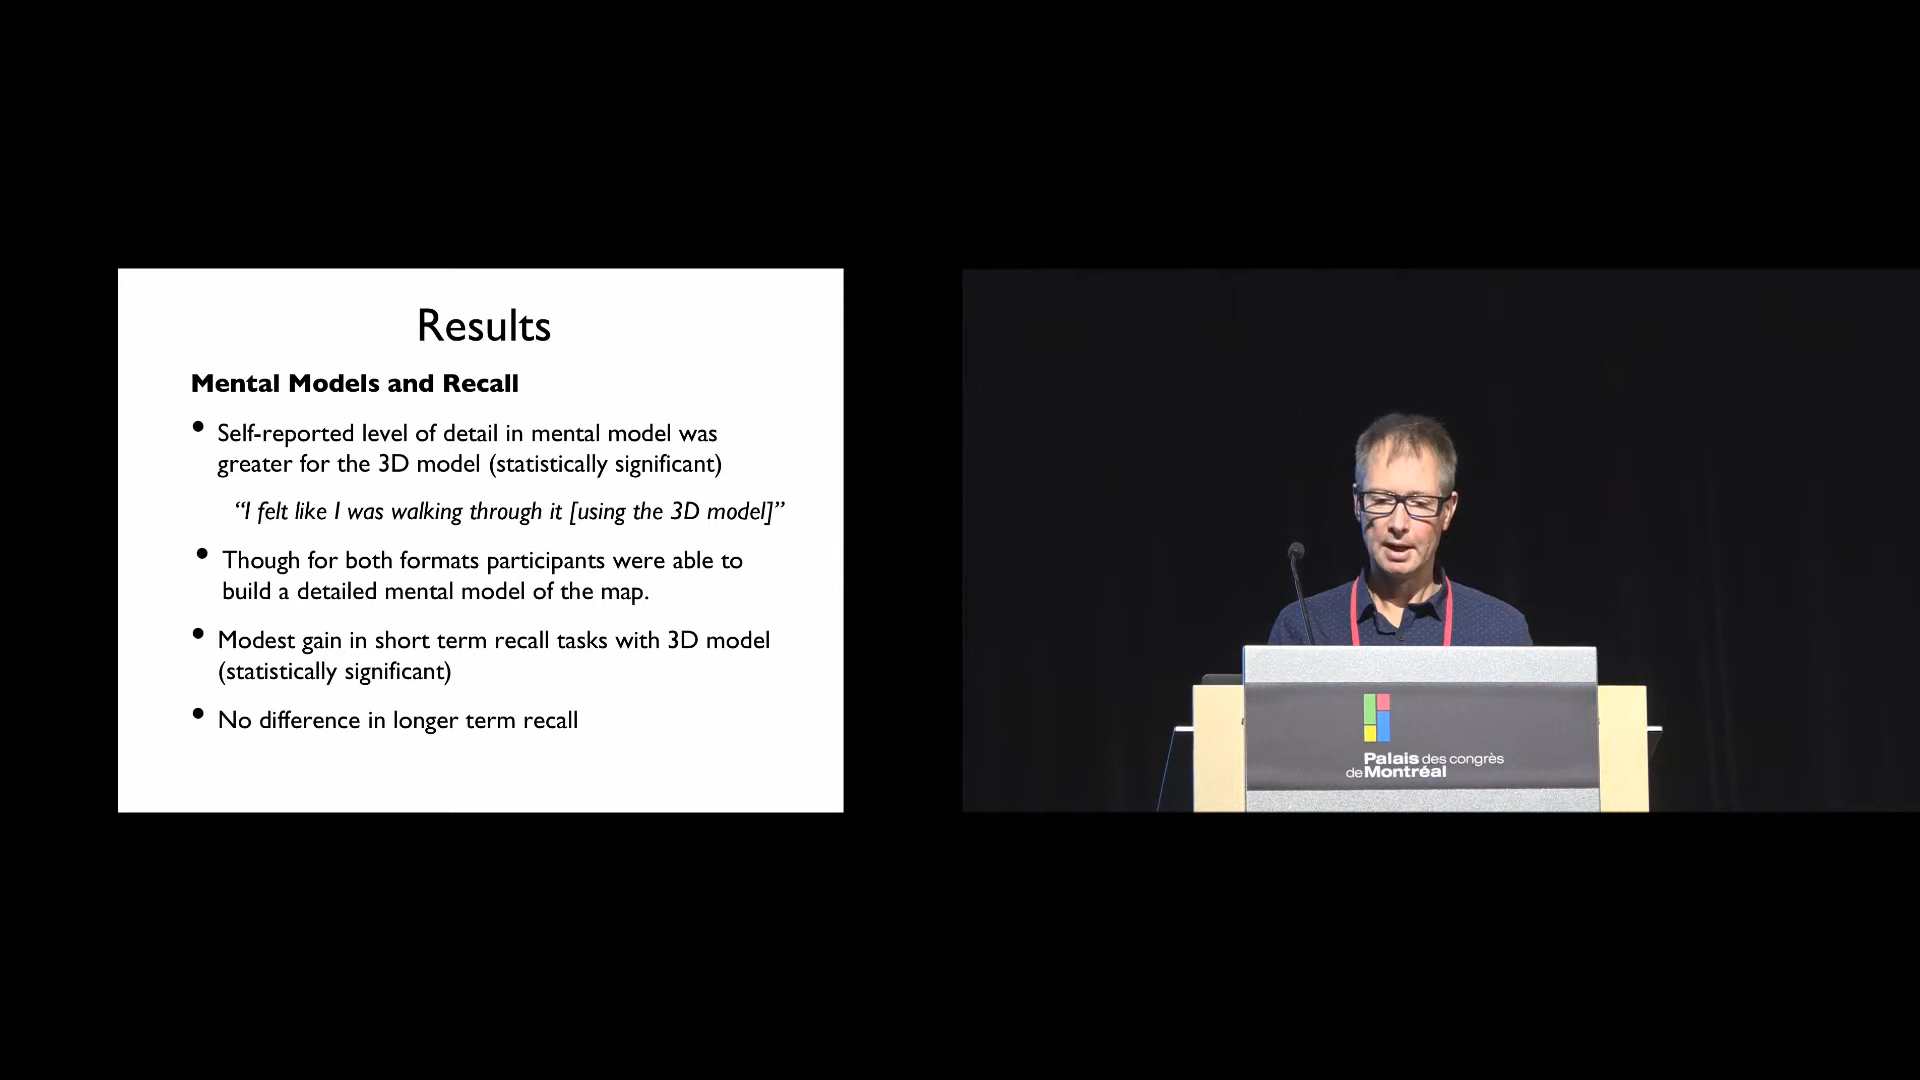 Results
Mental Models and Recall
• Self-reported level of detail in mental model was
greater for the 3D model (statistically significant)
“I felt like I was walking through it [using the 3D model]”
• Though for both formats participants were able to
build a detailed mental model of the map.
• Modest gain in short term recall tasks with 3D model
(statistically significant)
• No difference in longer term recall
Palais des congrès
de Montréal